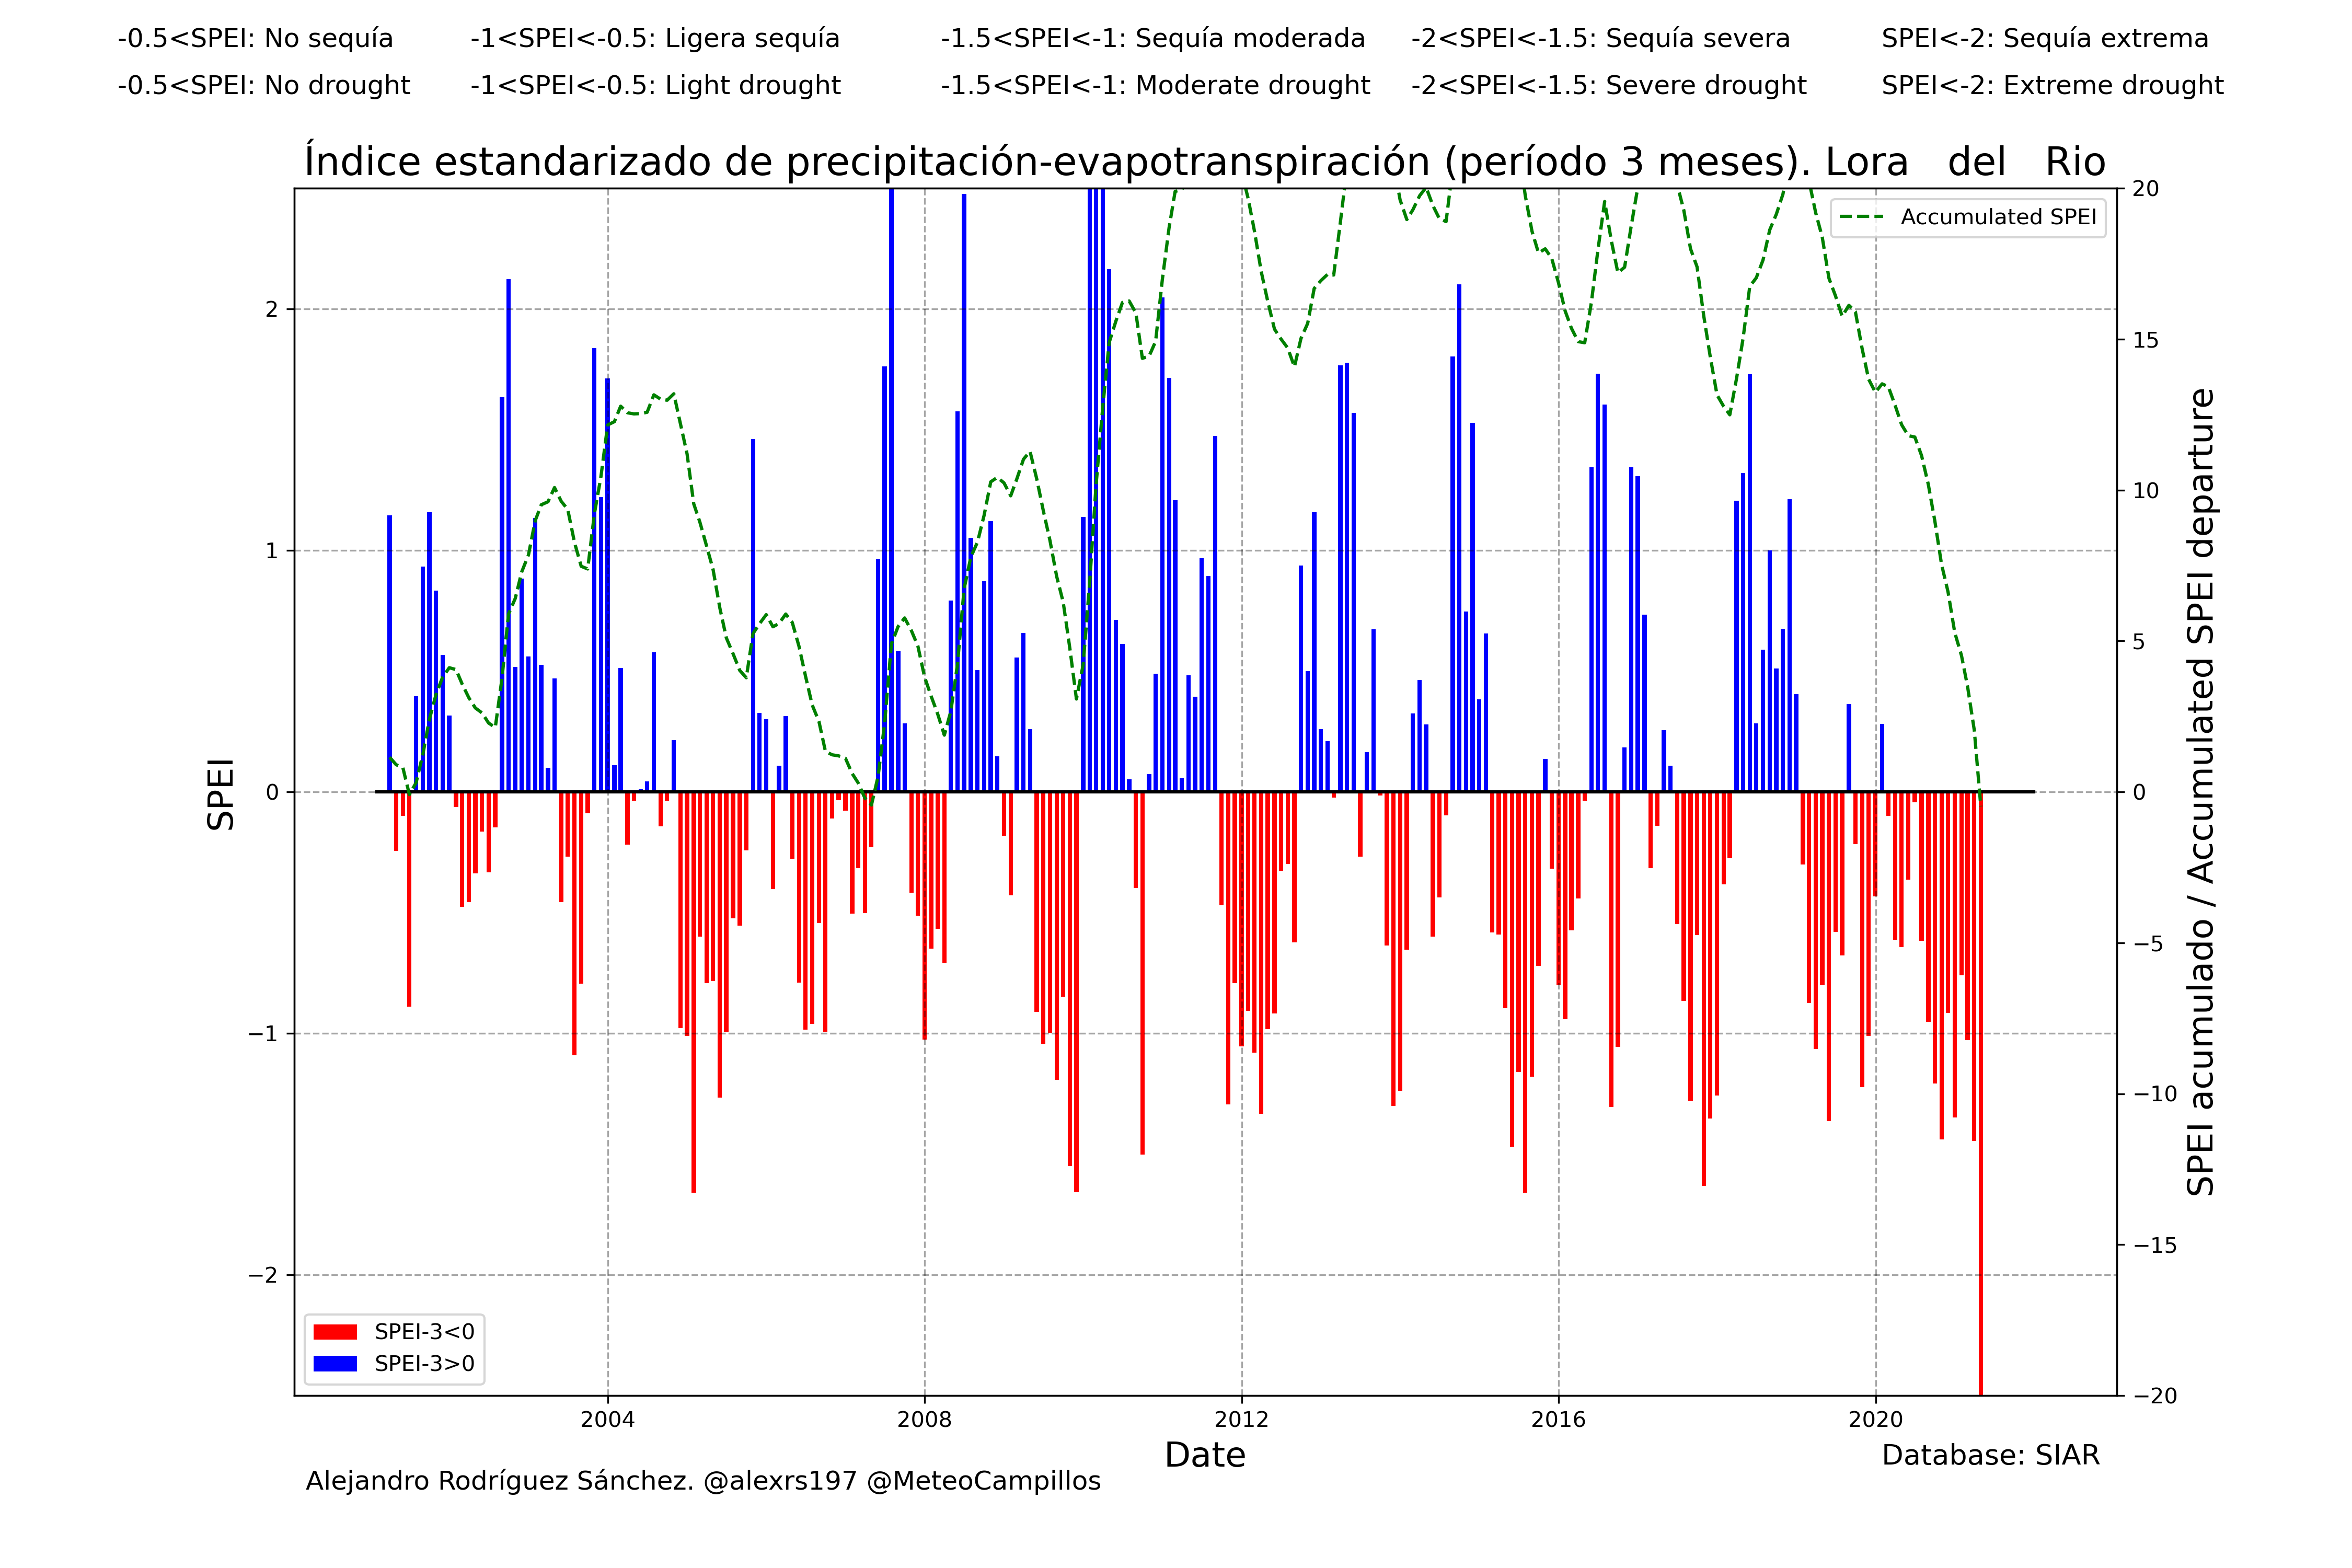 -0.5<SPEI: No sequía -1<SPEI<-0.5: Ligera sequía -1.5<SPEI<-1: Sequía moderada -2<SPEI<-1.5: Sequía severa SPEI<-2: Sequía extrema
-0.5<SPEI: No drought -1<SPEI<-0.5: Light drought -1.5<SPEI<-1: Moderate drought -2<SPEI<-1.5: Severe drought SPEI<-2: Extreme drought
Índice estandarizado de precipitación-evapotranspiración (período 3 meses). Lora del Rio
Accumulated SPEI
2
1
0
−1
−2
SPEI
20
15
10
5
0
−5
−10
−15
−20
SPEI acumulado / Accumulated SPEI departure
SPEI-3<0
SPEI-3>0
2004 2008 2012 2016 2020
Date
Database: SIAR
Alejandro Rodríguez Sánchez. @alexrs197 @MeteoCampillos